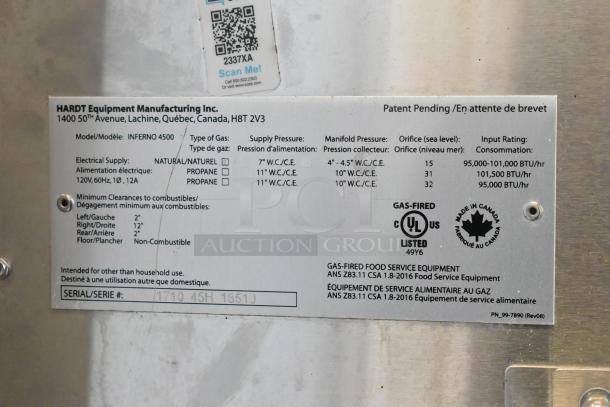 2337XA
Scan Me!
HARDT Equipment Manufacturing Inc.
1400 50TH Avenue, Lachine, Québec, Canada, H8T 2V3
Patent Pending /En attente de brevet
Model/Modèle: INFERNO 4500
Type of Gas: Supply Pressure: Manifold Pressure: Orifice (sea level): Input Rating:
Type de gaz: Pression d'alimentation: Pression collecteur: Orifice (niveau mer): Consommation:
Electrical Supply: NATURAL/NATUREL 7" W.C./C.E. 4" - 4.5" W.C./C.E. 15 95,000-101,000 BTU/hr
Alimentation électrique: PROPANE 11" W.C./C.E. 10" W.C./C.E. 31 101,500 BTU/hr
120V, 60Hz, 1Ø, 12A PROPANE 11" W.C./C.E. 10" W.C./C.E. 32 95,000 BTU/hr
Minimum Clearances to combustibles/
Dégagement minimum aux combustibles:
Left/Gauche 2"
Right/Droite 12"
Rear/Arrière 2"
Floor/Plancher Non-Combustible
GAS-FIRED
C UL US
LISTED
49Y6
MADE IN CANADA
FABRIQUÉ AU CANADA
PCI
AUCTION GROUP
Intended for other than household use.
Destiné à une utilisation autre que domestique.
GAS-FIRED FOOD SERVICE EQUIPMENT
ANS Z83.11 CSA 1.8-2016 Food Service Equipment
ÉQUIPEMENT DE SERVICE ALIMENTAIRE AU GAZ
ANS Z83.11 CSA 1.8-2016 Équipement de service alimentaire
SERIAL/SERIE #:
PN_99-7890 (Rev08)